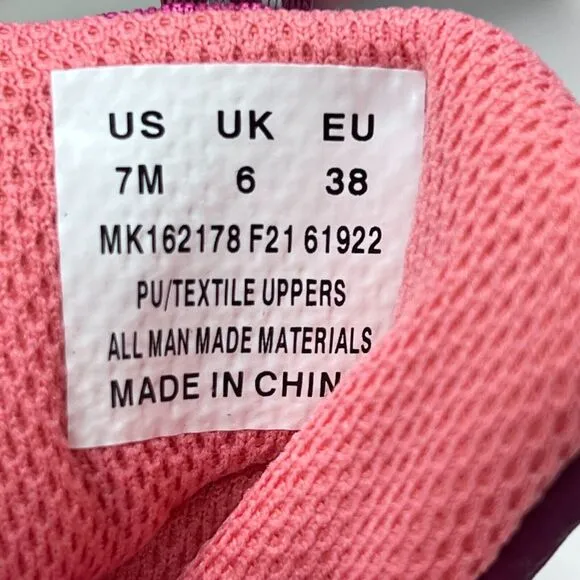 US UK EU
7M 6 38
MK162178 F21 61922
PU/TEXTILE UPPERS
ALL MAN MADE MATERIALS
MADE IN CHIN